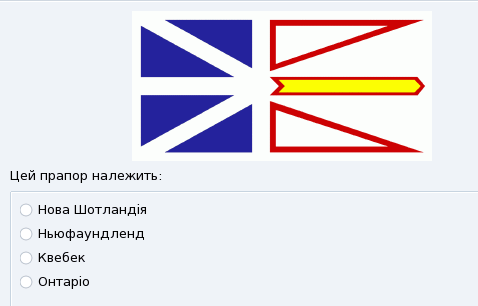 Цей прапор належить:
Нова Шотландія
Ньюфаундленд
Квебек
Онтаріо